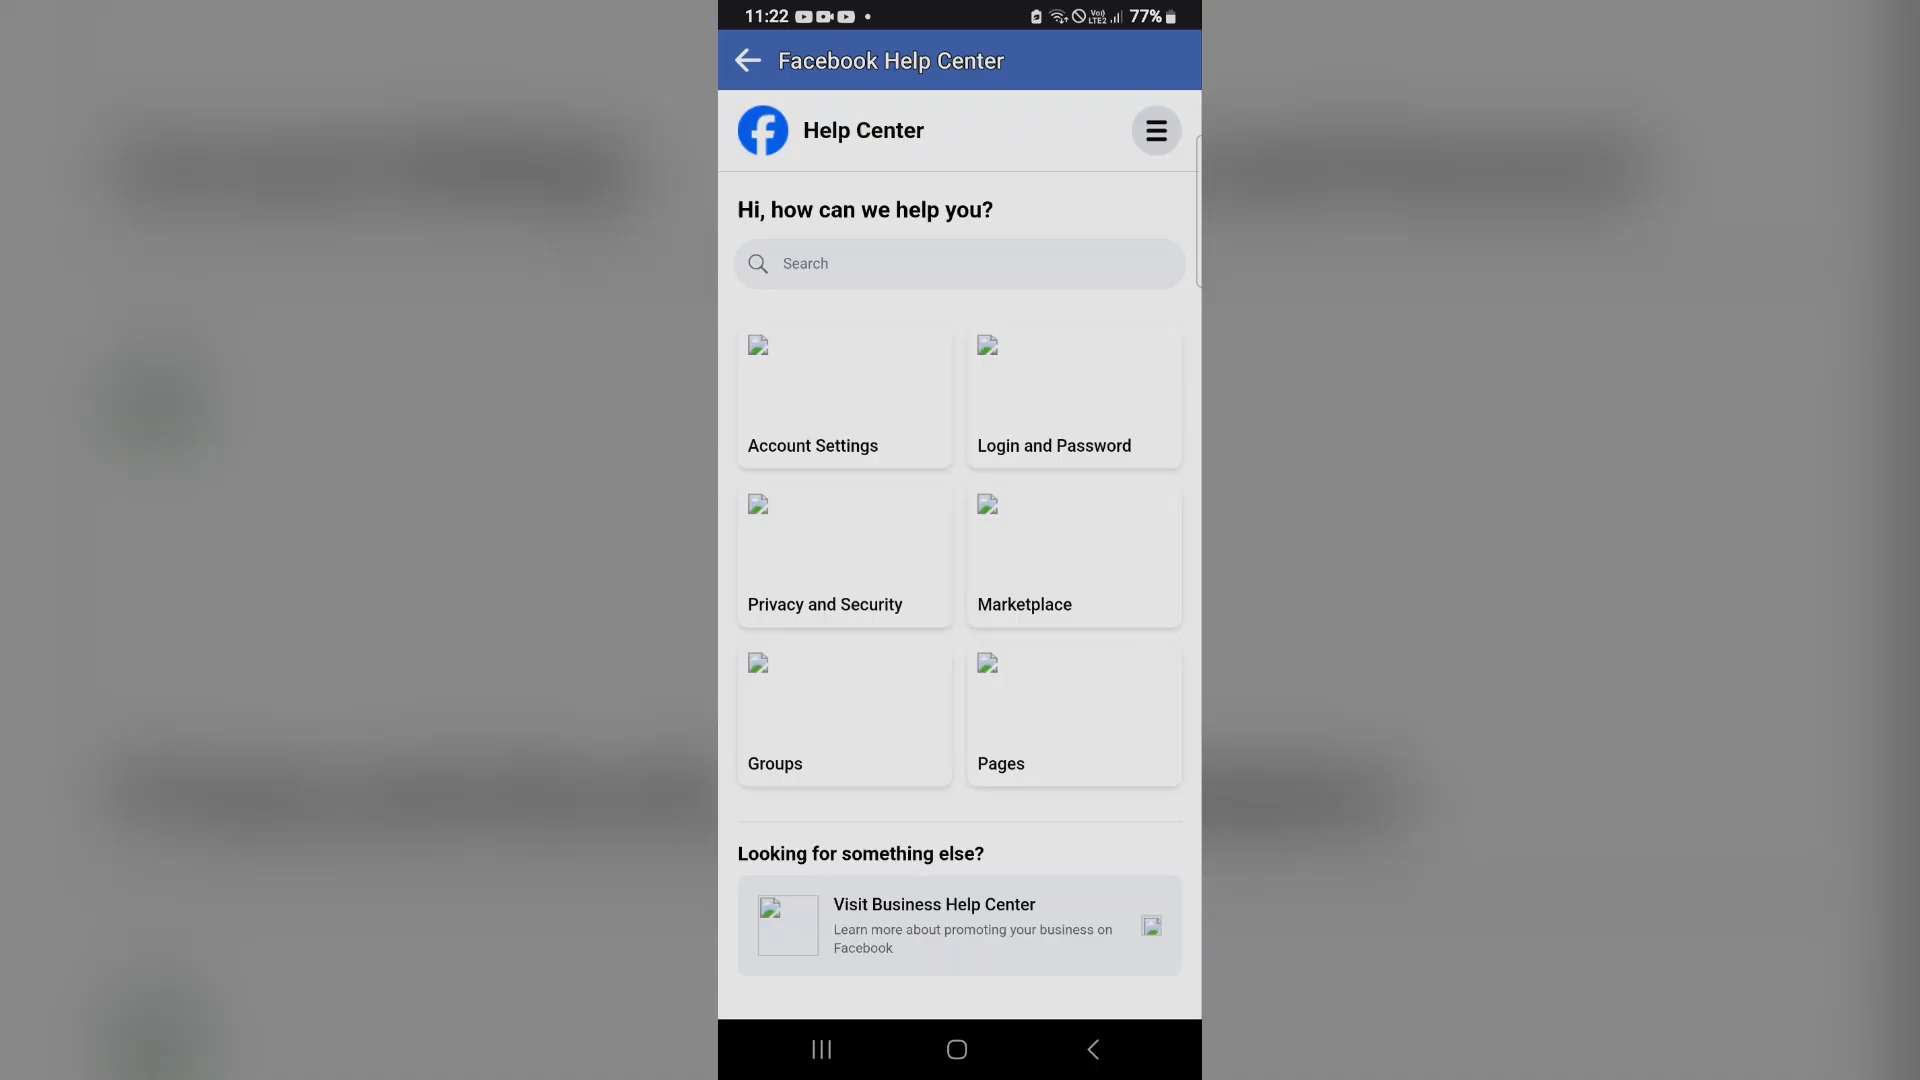 11:22
Vo))
LTE2
77%
Facebook Help Center
Help Center
Hi, how can we help you?
Search
Account Settings
Login and Password
Privacy and Security
Marketplace
Groups
Pages
Looking for something else?
Visit Business Help Center
Learn more about promoting your business on
Facebook